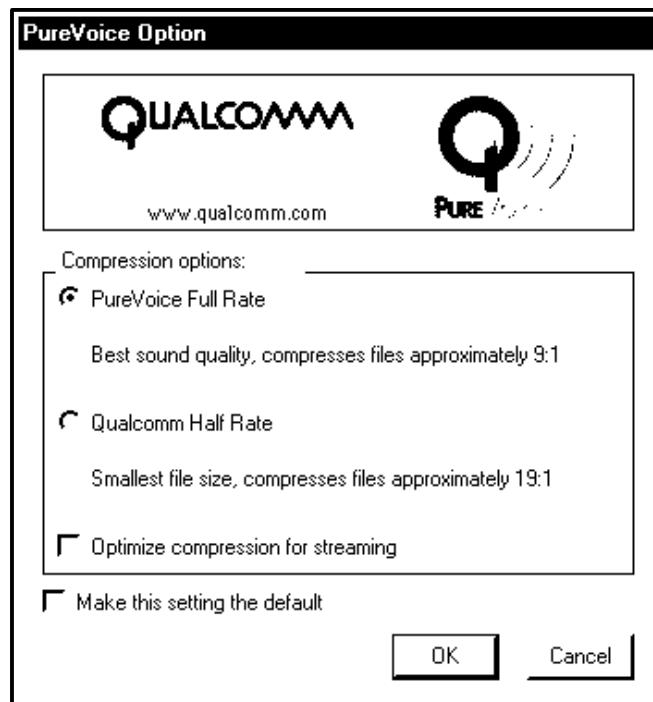 PureVoice Option
QUALCOMM
www.qualcomm.com
PURE
Compression options:
PureVoice Full Rate
Best sound quality, compresses files approximately 9:1
Qualcomm Half Rate
Smallest file size, compresses files approximately 19:1
Optimize compression for streaming
Make this setting the default
OK Cancel